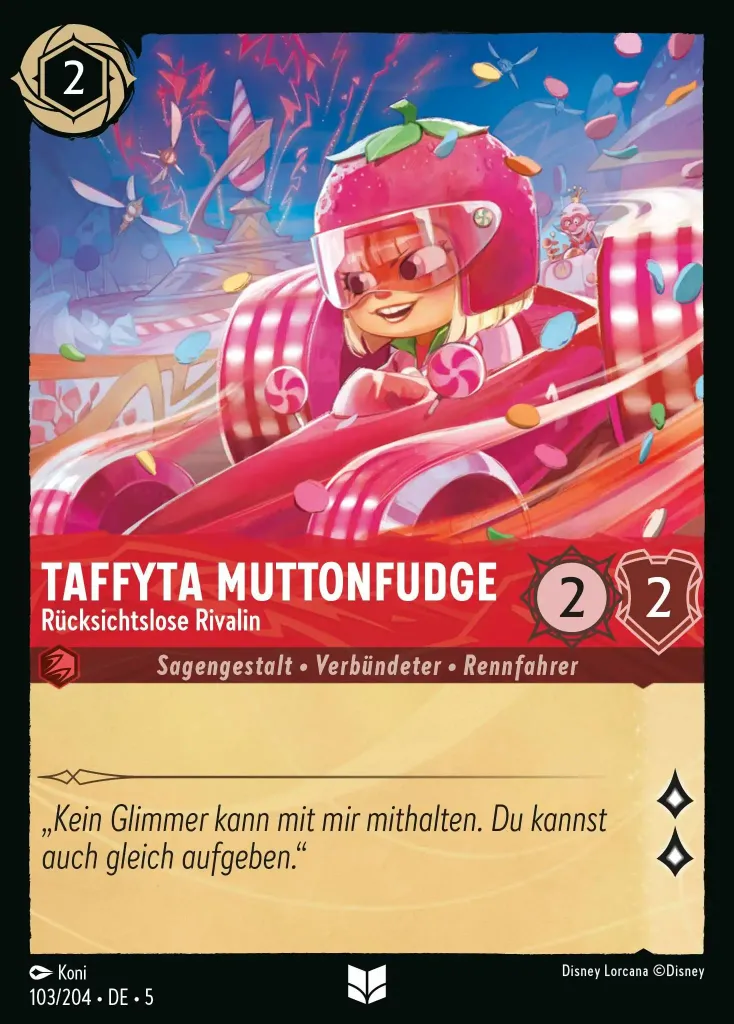 2
TAFFYTA MUTTONFUDGE
Rücksichtslose Rivalin
2
2
Sagengestalt • Verbündeter • Rennfahrer
„Kein Glimmer kann mit mir mithalten. Du kannst
auch gleich aufgeben.“
Koni
103/204 • DE • 5
Disney Lorcana ©Disney